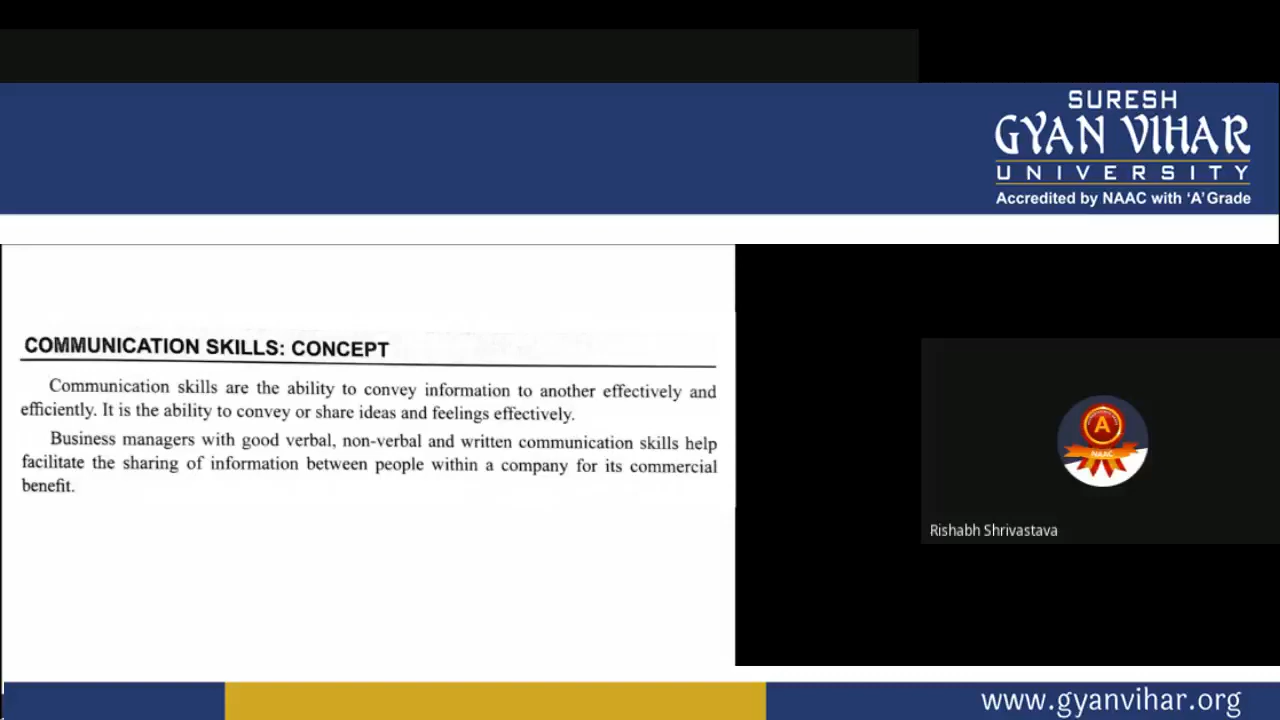 SURESH
GYAN VIHAR
UNIVERSITY
Accredited by NAAC with 'A' Grade
COMMUNICATION SKILLS: CONCEPT
Communication skills are the ability to convey information to another effectively and
efficiently. It is the ability to convey or share ideas and feelings effectively.
Business managers with good verbal, non-verbal and written communication skills help
facilitate the sharing of information between people within a company for its commercial
benefit.
A
NAAC
Rishabh Shrivastava
www.gyanvihar.org